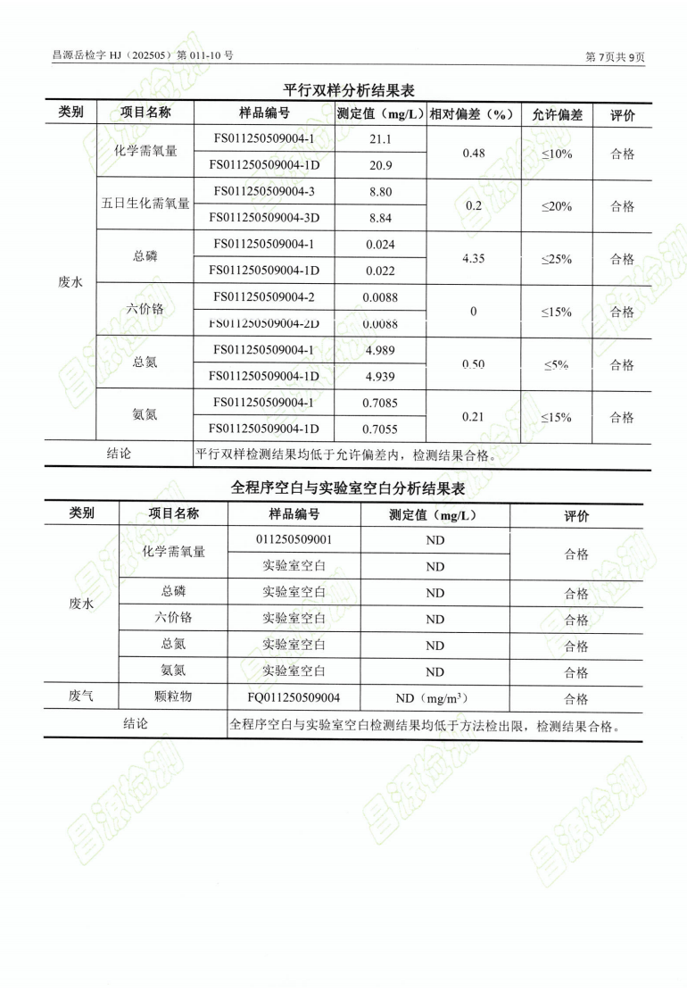 昌源岳检字 HJ（202505）第 011-10 号
第 7页共 9页
平行双样分析结果表
类别 项目名称 样品编号 测定值（mg/L） 相对偏差（%） 允许偏差 评价
废水
化学需氧量 FS011250509004-1 21.1 0.48 ≤10% 合格
FS011250509004-1D 20.9
五日生化需氧量 FS011250509004-3 8.80 0.2 ≤20% 合格
FS011250509004-3D 8.84
总磷 FS011250509004-1 0.024 4.35 ≤25% 合格
FS011250509004-1D 0.022
六价铬 FS011250509004-2 0.0088 0 ≤15% 合格
FS011250509004-2D 0.0088
总氮 FS011250509004-1 4.989 0.50 ≤5% 合格
FS011250509004-1D 4.939
氨氮 FS011250509004-1 0.7085 0.21 ≤15% 合格
FS011250509004-1D 0.7055
结论 平行双样检测结果均低于允许偏差内，检测结果合格。
全程序空白与实验室空白分析结果表
类别 项目名称 样品编号 测定值（mg/L） 评价
废水
化学需氧量 011250509001 ND 合格
实验室空白 ND
总磷 实验室空白 ND 合格
六价铬 实验室空白 ND 合格
总氮 实验室空白 ND 合格
氨氮 实验室空白 ND 合格
废气 颗粒物 FQ011250509004 ND（mg/m³） 合格
结论 全程序空白与实验室空白检测结果均低于方法检出限，检测结果合格。
昌源检测
昌源检测
昌源检测